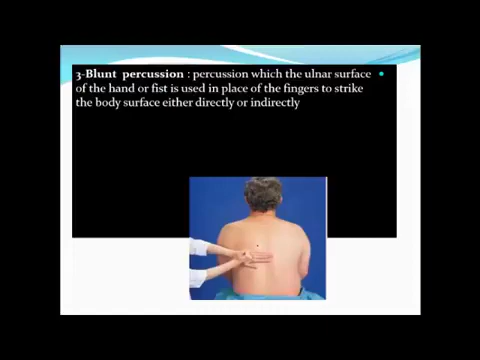 3-Blunt percussion : percussion which the ulnar surface
of the hand or fist is used in place of the fingers to strike
the body surface either directly or indirectly